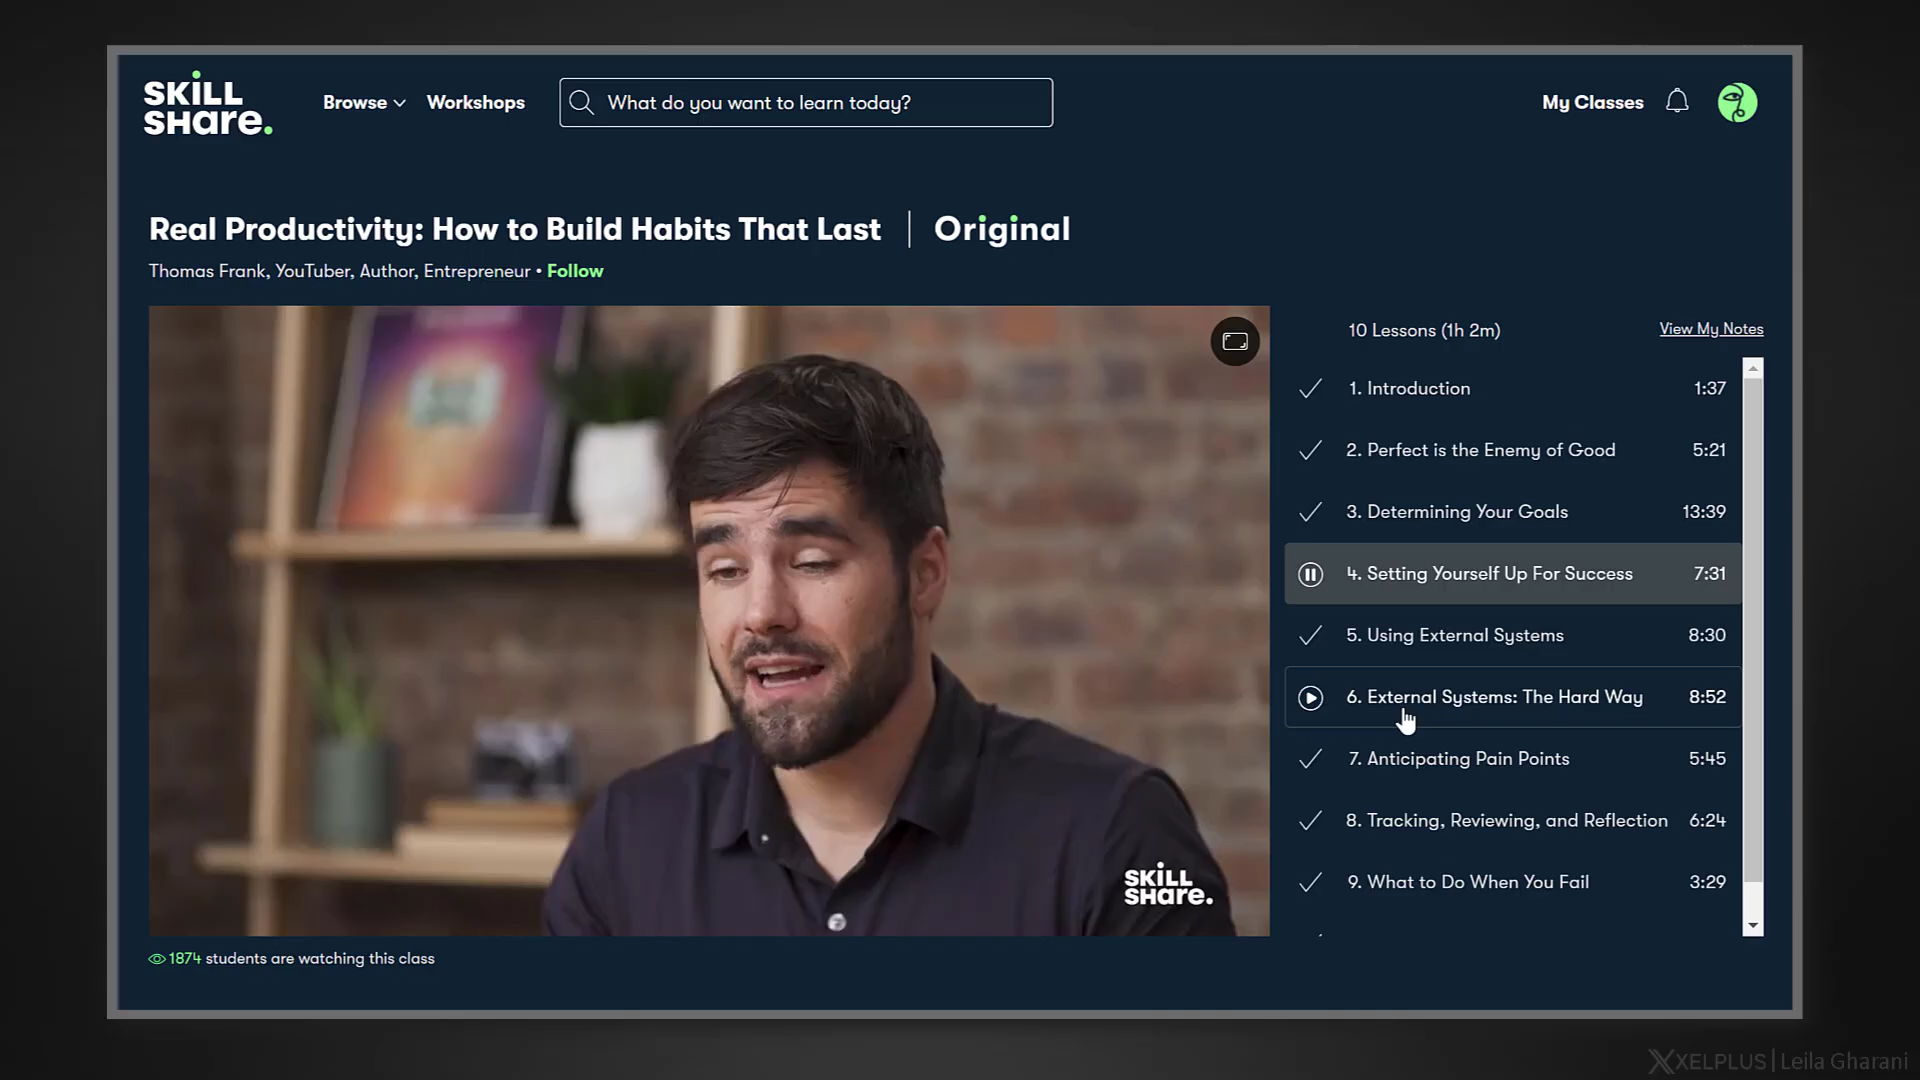 SKILL
SHare.
Browse
Workshops
What do you want to learn today?
My Classes
Real Productivity: How to Build Habits That Last | Original
Thomas Frank, YouTuber, Author, Entrepreneur • Follow
10 Lessons (1h 2m)
View My Notes
1. Introduction 1:37
2. Perfect is the Enemy of Good 5:21
3. Determining Your Goals 13:39
4. Setting Yourself Up For Success 7:31
5. Using External Systems 8:30
6. External Systems: The Hard Way 8:52
7. Anticipating Pain Points 5:45
8. Tracking, Reviewing, and Reflection 6:24
9. What to Do When You Fail 3:29
SKILL
SHare.
1874 students are watching this class
XELPLUS | Leila Gharani